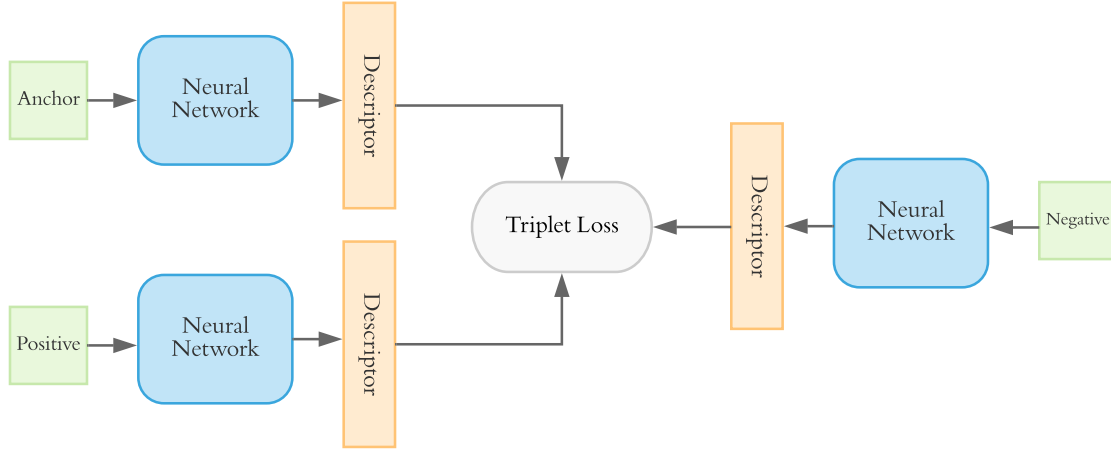 Anchor
Neural
Network
Descriptor
Positive
Neural
Network
Descriptor
Triplet Loss
Descriptor
Neural
Network
Negative